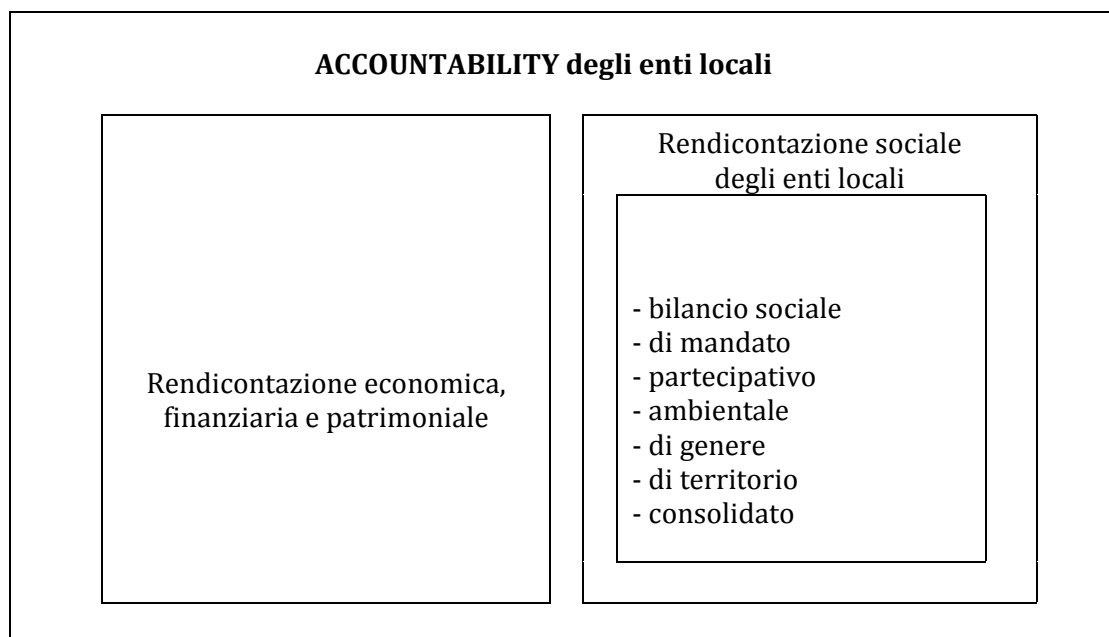 ACCOUNTABILITY degli enti locali
Rendicontazione economica,
finanziaria e patrimoniale
Rendicontazione sociale
degli enti locali
- bilancio sociale
- di mandato
- partecipativo
- ambientale
- di genere
- di territorio
- consolidato